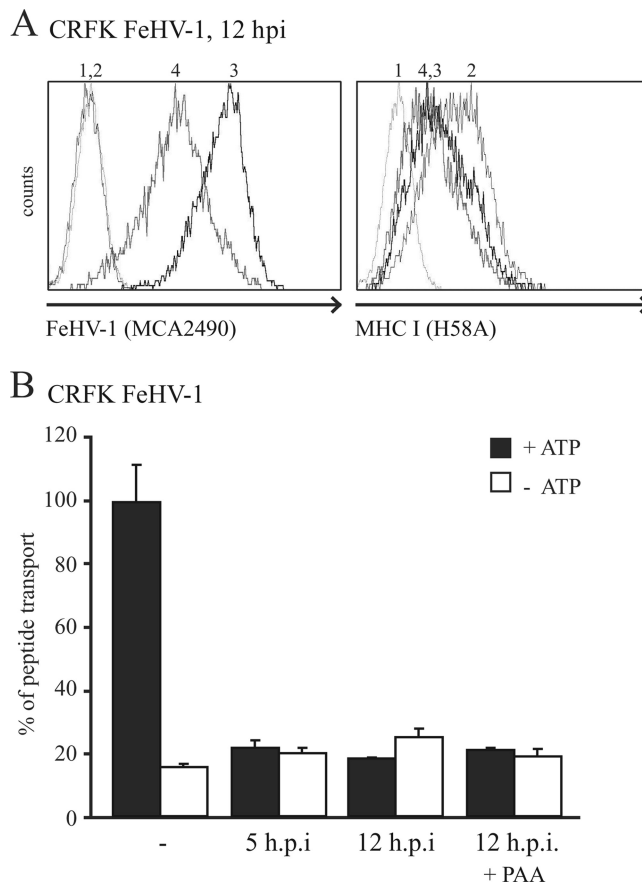 A CRFK FeHV-1, 12 hpi
1,2 4 3
1 4,3 2
counts
FeHV-1 (MCA2490)
MHC I (H58A)
B CRFK FeHV-1
120
100
80
60
40
20
0
% of peptide transport
+ ATP
- ATP
- 5 h.p.i 12 h.p.i 12 h.p.i.
+ PAA